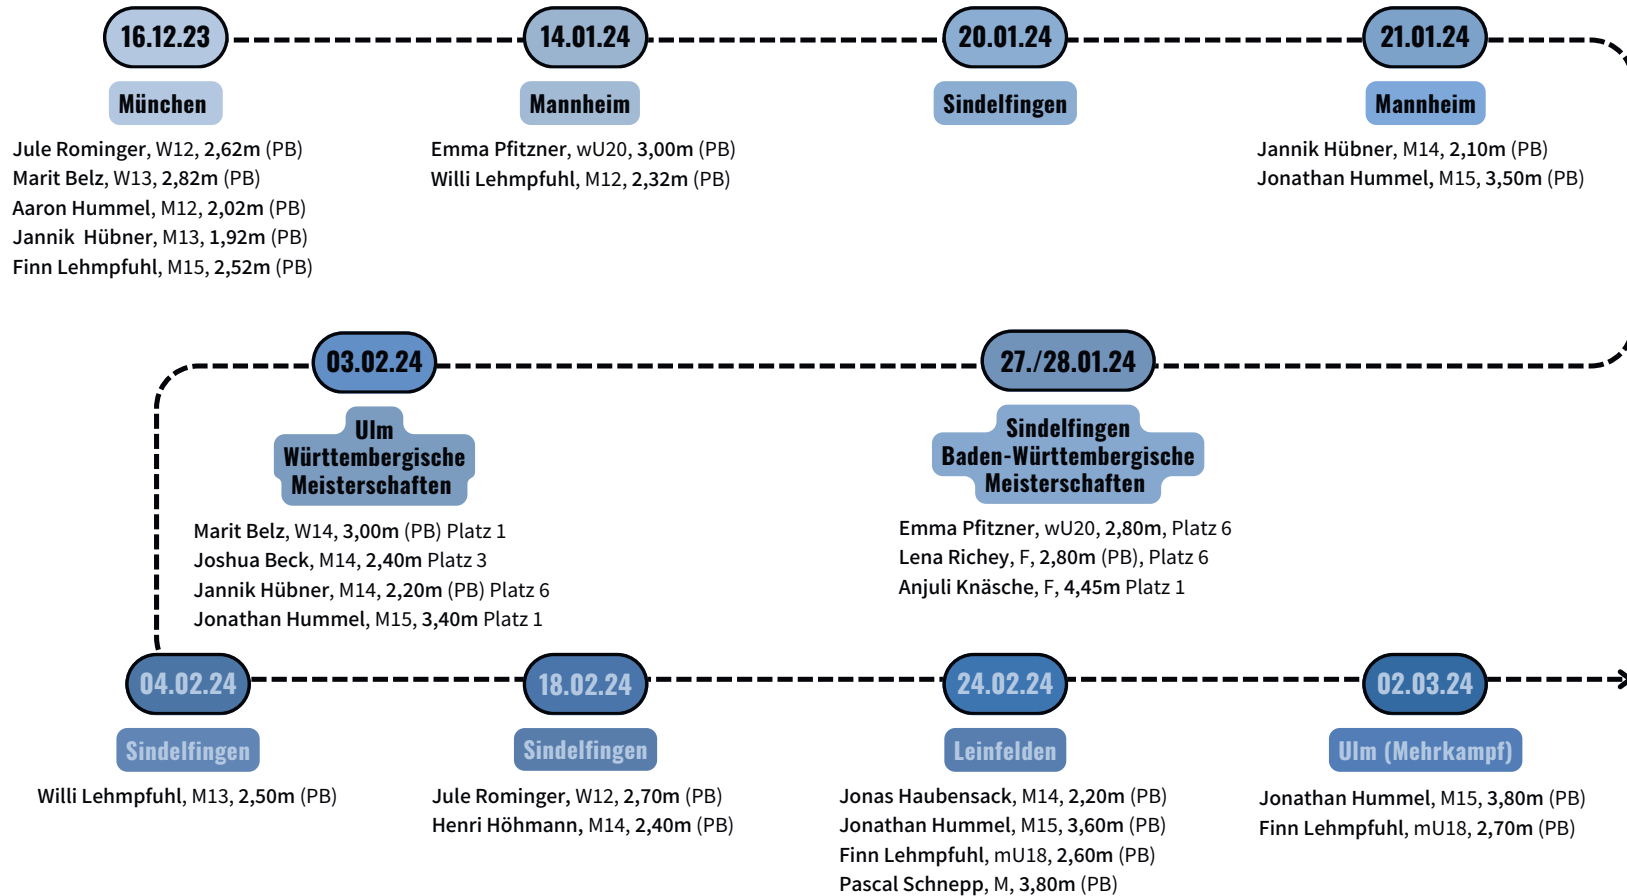 16.12.23
München
Jule Rominger, W12, 2,62m (PB)
Marit Belz, W13, 2,82m (PB)
Aaron Hummel, M12, 2,02m (PB)
Jannik Hübner, M13, 1,92m (PB)
Finn Lehmpfuhl, M15, 2,52m (PB)
14.01.24
Mannheim
Emma Pfitzner, wU20, 3,00m (PB)
Willi Lehmpfuhl, M12, 2,32m (PB)
20.01.24
Sindelfingen
21.01.24
Mannheim
Jannik Hübner, M14, 2,10m (PB)
Jonathan Hummel, M15, 3,50m (PB)
27./28.01.24
Sindelfingen
Baden-Württembergische
Meisterschaften
Emma Pfitzner, wU20, 2,80m, Platz 6
Lena Richey, F, 2,80m (PB), Platz 6
Anjuli Knäsche, F, 4,45m Platz 1
03.02.24
Ulm
Württembergische
Meisterschaften
Marit Belz, W14, 3,00m (PB) Platz 1
Joshua Beck, M14, 2,40m Platz 3
Jannik Hübner, M14, 2,20m (PB) Platz 6
Jonathan Hummel, M15, 3,40m Platz 1
04.02.24
Sindelfingen
Willi Lehmpfuhl, M13, 2,50m (PB)
18.02.24
Sindelfingen
Jule Rominger, W12, 2,70m (PB)
Henri Höhmann, M14, 2,40m (PB)
24.02.24
Leinfelden
Jonas Haubensack, M14, 2,20m (PB)
Jonathan Hummel, M15, 3,60m (PB)
Finn Lehmpfuhl, mU18, 2,60m (PB)
Pascal Schnepp, M, 3,80m (PB)
02.03.24
Ulm (Mehrkampf)
Jonathan Hummel, M15, 3,80m (PB)
Finn Lehmpfuhl, mU18, 2,70m (PB)